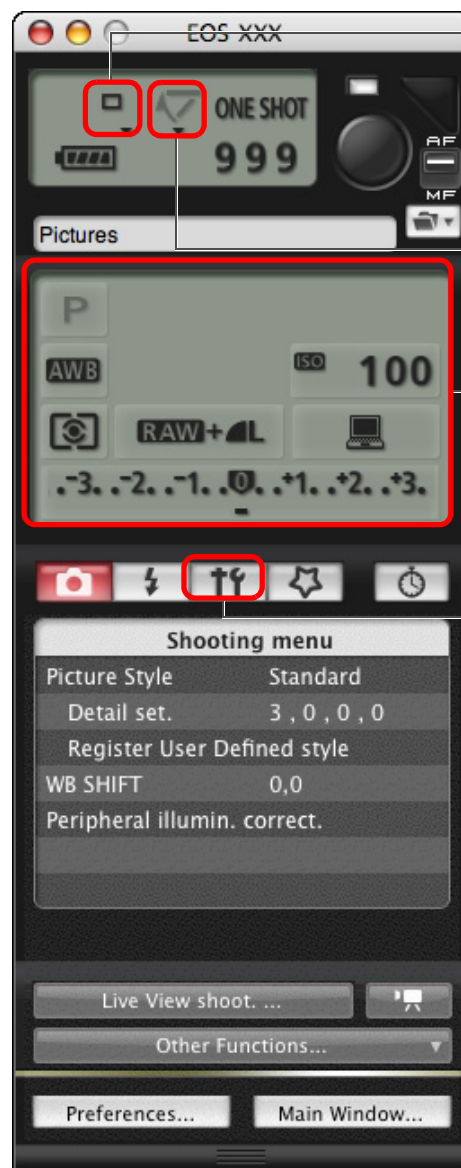 EOS XXX
ONE SHOT
999
AF
MF
Pictures
P
AWB
ISO 100
RAW+L
.-3. .-2. .-1. .0. .+1. .+2. .+3.
Shooting menu
Picture Style Standard
Detail set. 3 , 0 , 0 , 0
Register User Defined style
WB SHIFT 0,0
Peripheral illumin. correct.
Live View shoot. ...
Other Functions...
Preferences... Main Window...